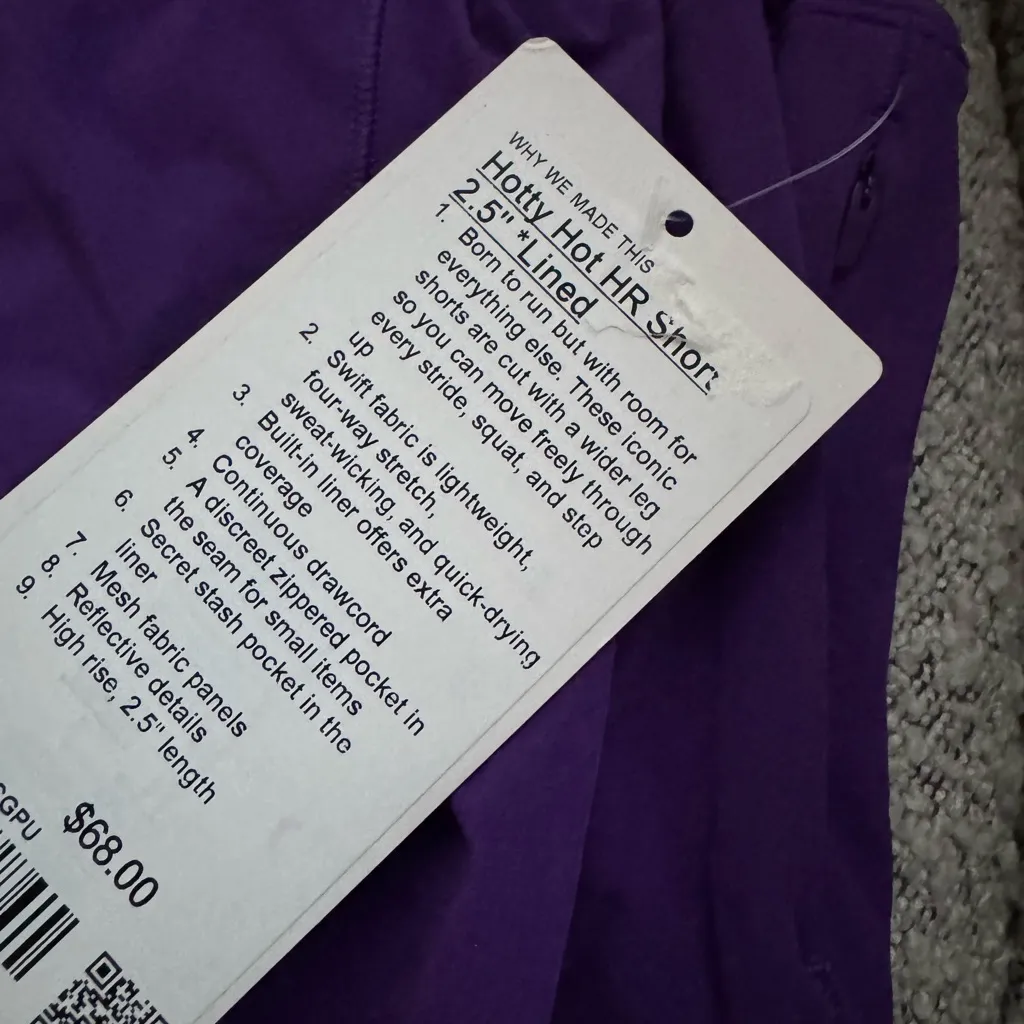 WHY WE MADE THIS
Hotty Hot HR Short
2.5" *Lined
1. Born to run but with room for
everything else. These iconic
shorts are cut with a wider leg
so you can move freely through
every stride, squat, and step
up
2. Swift fabric is lightweight,
four-way stretch,
sweat-wicking, and quick-drying
3. Built-in liner offers extra
coverage
4. Continuous drawcord
5. A discreet zippered pocket in
the seam for small items
6. Secret stash pocket in the
liner
7. Mesh fabric panels
8. Reflective details
9. High rise, 2.5" length
$68.00